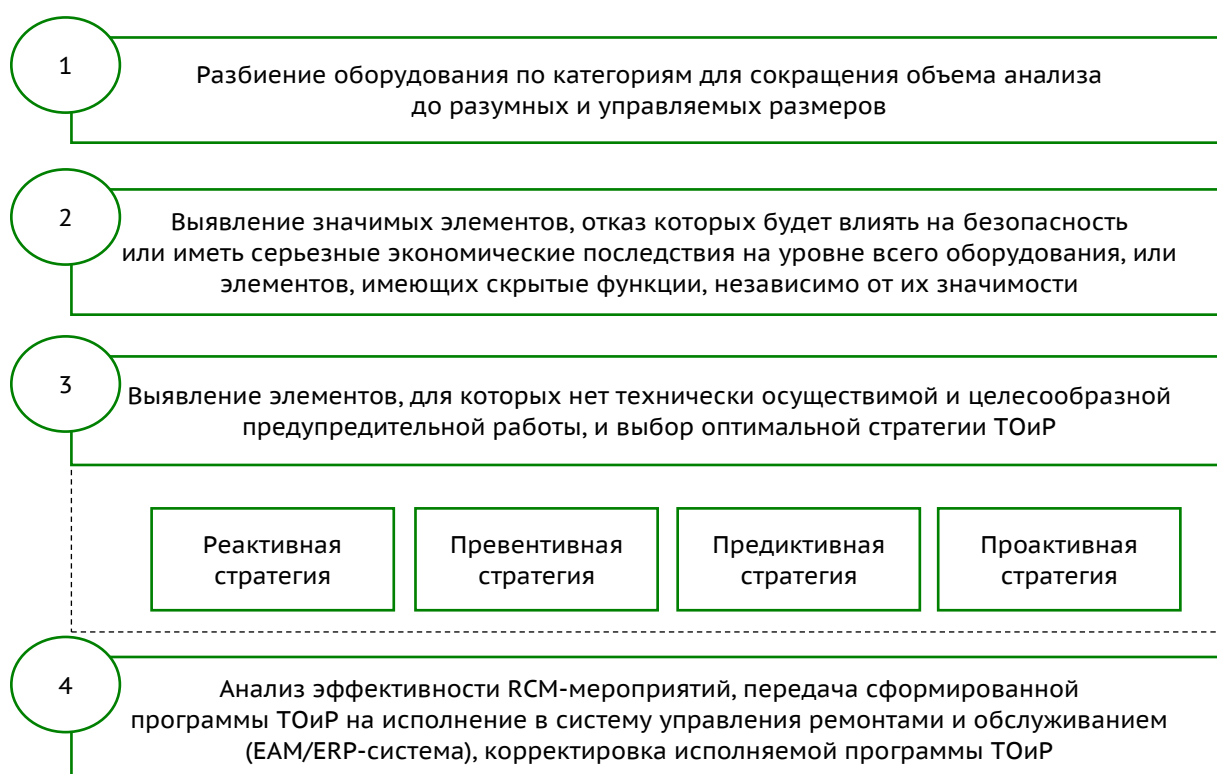 1
Разбиение оборудования по категориям для сокращения объема анализа
до разумных и управляемых размеров
2
Выявление значимых элементов, отказ которых будет влиять на безопасность
или иметь серьезные экономические последствия на уровне всего оборудования, или
элементов, имеющих скрытые функции, независимо от их значимости
3
Выявление элементов, для которых нет технически осуществимой и целесообразной
предупредительной работы, и выбор оптимальной стратегии ТОиР
Реактивная
стратегия
Превентивная
стратегия
Предиктивная
стратегия
Проактивная
стратегия
4
Анализ эффективности RCM-мероприятий, передача сформированной
программы ТОиР на исполнение в систему управления ремонтами и обслуживанием
(EAM/ERP-система), корректировка исполняемой программы ТОиР